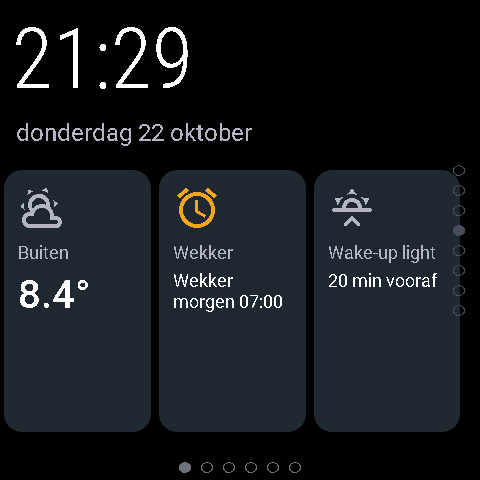 21:29
donderdag 22 oktober
Buiten
8.4°
Wekker
Wekker
morgen 07:00
Wake-up light
20 min vooraf